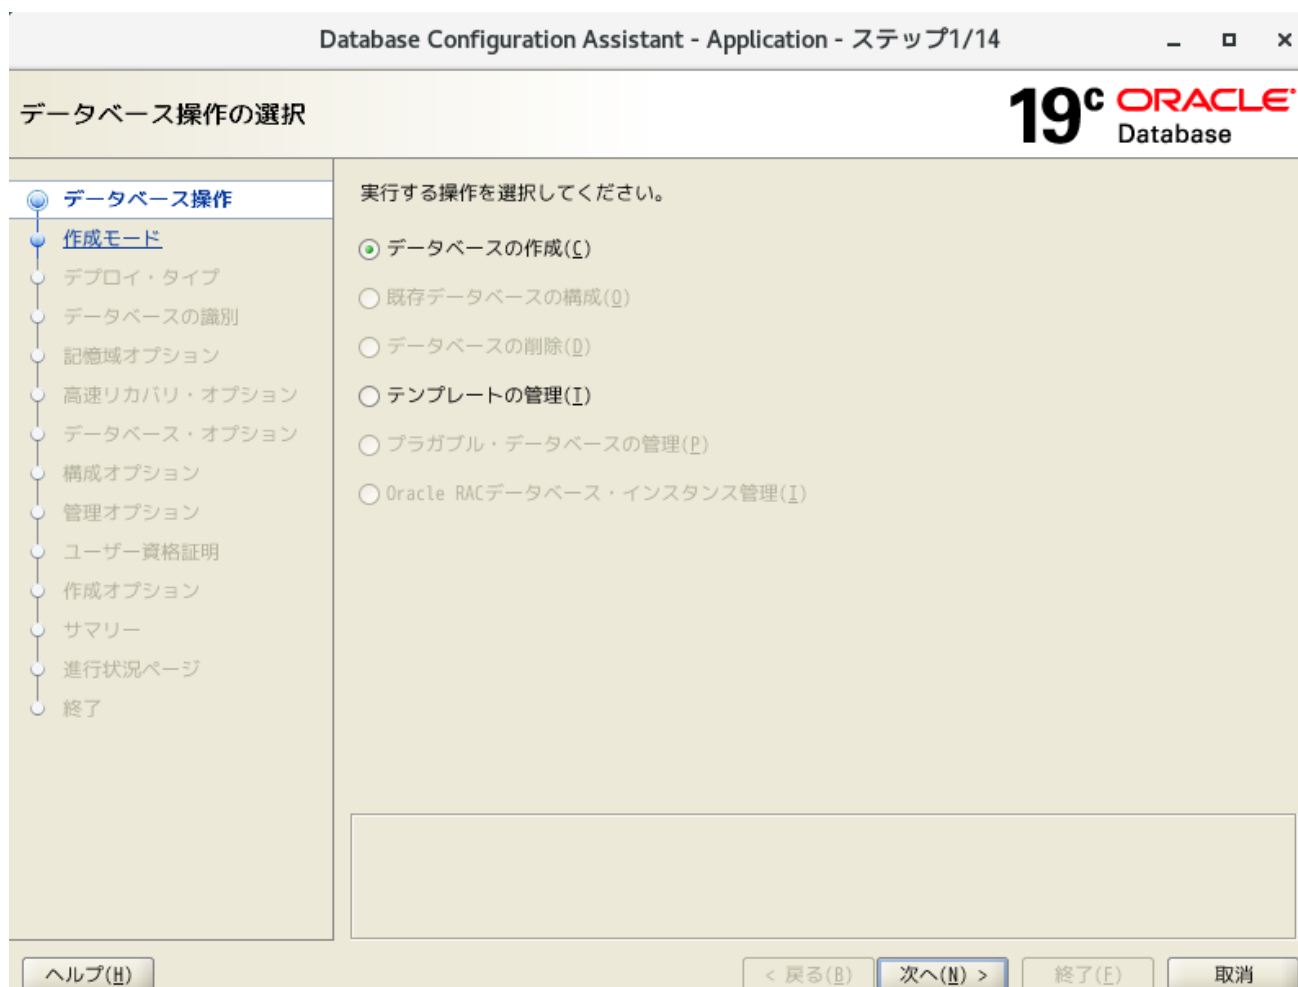 Database Configuration Assistant - Application - ステップ1/14
データベース操作の選択
19c ORACLE
Database
データベース操作
作成モード
デプロイ・タイプ
データベースの識別
記憶域オプション
高速リカバリ・オプション
データベース・オプション
構成オプション
管理オプション
ユーザー資格証明
作成オプション
サマリー
進行状況ページ
終了
実行する操作を選択してください。
データベースの作成(C)
既存データベースの構成(O)
データベースの削除(D)
テンプレートの管理(T)
プラガブル・データベースの管理(P)
Oracle RACデータベース・インスタンス管理(I)
ヘルプ(H)
< 戻る(B)
次へ(N) >
終了(F)
取消